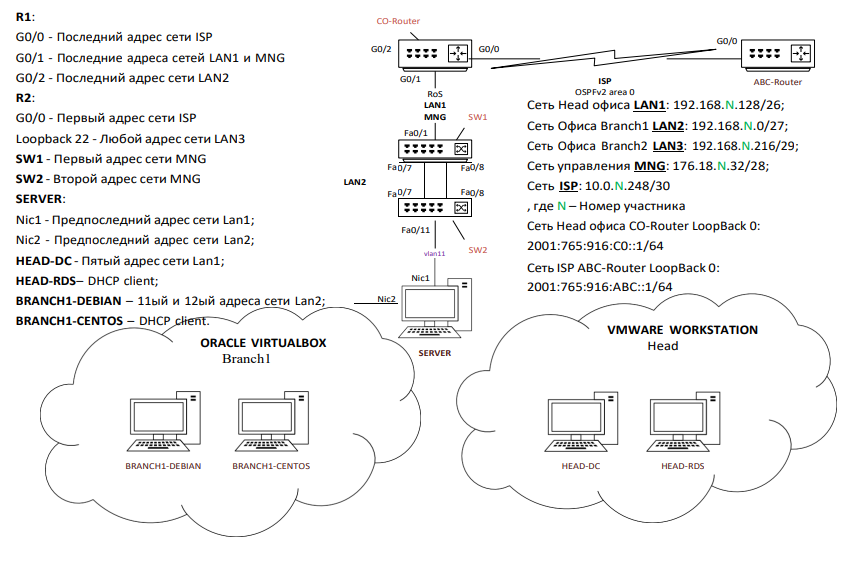 R1:
G0/0 - Последний адрес сети ISP
G0/1 - Последние адреса сетей LAN1 и MNG
G0/2 - Последний адрес сети LAN2
R2:
G0/0 - Первый адрес сети ISP
Loopback 22 - Любой адрес сети LAN3
SW1 - Первый адрес сети MNG
SW2 - Второй адрес сети MNG
SERVER:
Nic1 - Предпоследний адрес сети Lan1;
Nic2 - Предпоследний адрес сети Lan2;
HEAD-DC - Пятый адрес сети Lan1;
HEAD-RDS– DHCP client;
BRANCH1-DEBIAN – 11ый и 12ый адреса сети Lan2;
BRANCH1-CENTOS – DHCP client.
CO-Router
G0/2
G0/0
G0/1
RoS
LAN1
MNG
SW1
Fa0/1
Fa0/7
Fa0/8
LAN2
Fa0/7
Fa0/8
Fa0/11
SW2
vlan11
Nic1
Nic2
SERVER
G0/0
ABC-Router
ISP
OSPFv2 area 0
Сеть Head офиса LAN1: 192.168.N.128/26;
Сеть Офиса Branch1 LAN2: 192.168.N.0/27;
Сеть Офиса Branch2 LAN3: 192.168.N.216/29;
Сеть управления MNG: 176.18.N.32/28;
Сеть ISP: 10.0.N.248/30
, где N – Номер участника
Сеть Head офиса CO-Router LoopBack 0:
2001:765:916:C0::1/64
Сеть ISP ABC-Router LoopBack 0:
2001:765:916:ABC::1/64
ORACLE VIRTUALBOX
Branch1
BRANCH1-DEBIAN
BRANCH1-CENTOS
VMWARE WORKSTATION
Head
HEAD-DC
HEAD-RDS